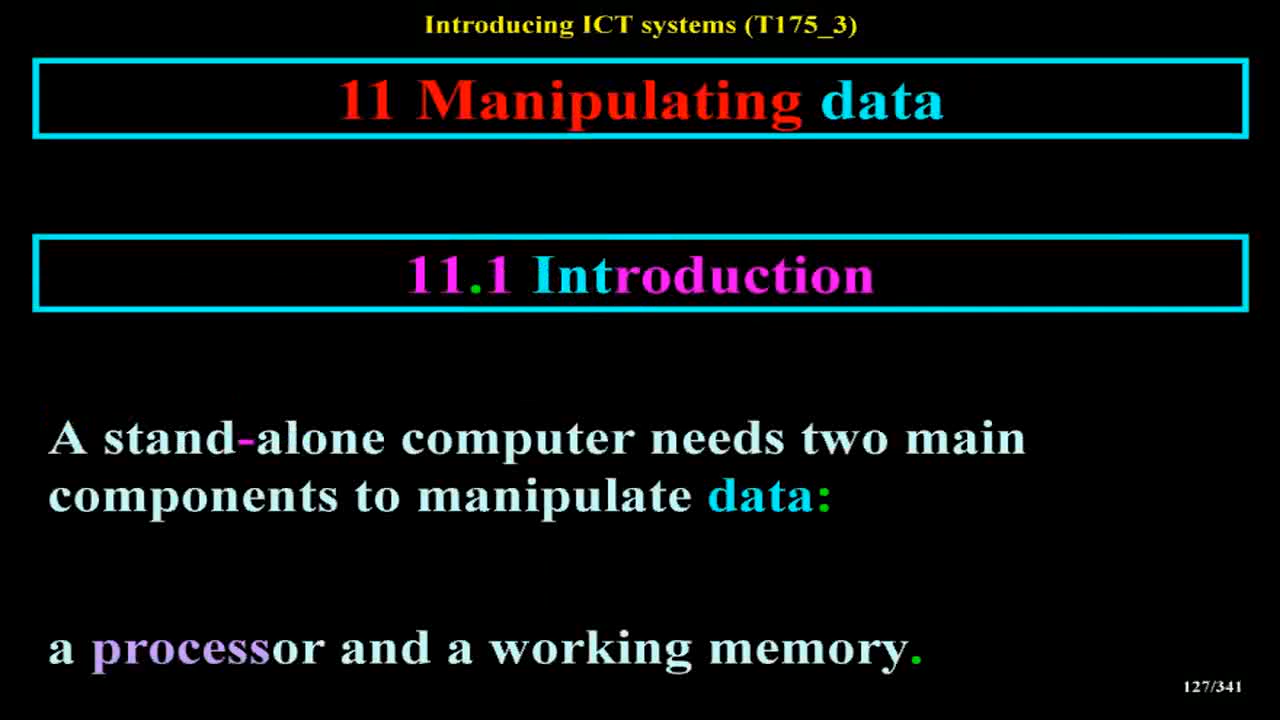 Introducing ICT systems (T175_3)
11 Manipulating data
11.1 Introduction
A stand-alone computer needs two main
components to manipulate data:
a processor and a working memory.
127/341